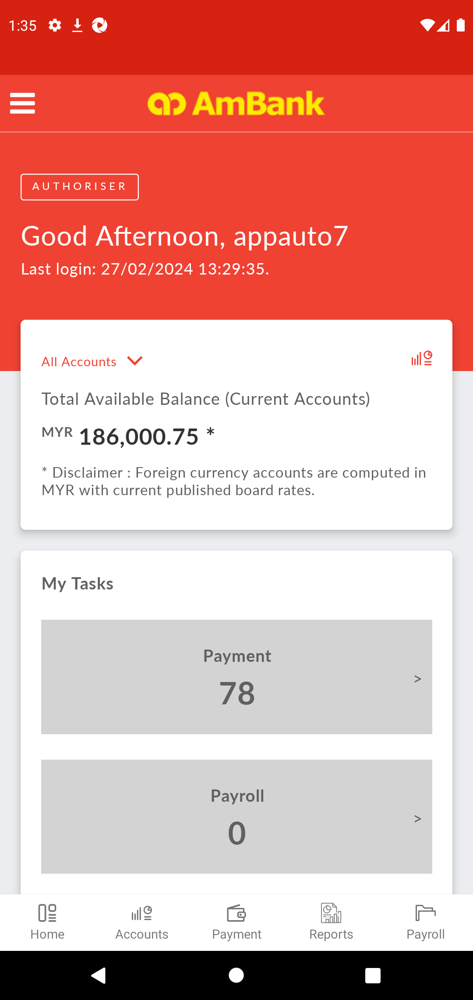 1:35
AmBank
AUTHORISER
Good Afternoon, appauto7
Last login: 27/02/2024 13:29:35.
All Accounts
Total Available Balance (Current Accounts)
MYR 186,000.75 *
* Disclaimer : Foreign currency accounts are computed in
MYR with current published board rates.
My Tasks
Payment
78
>
Payroll
0
>
Home
Accounts
Payment
Reports
Payroll